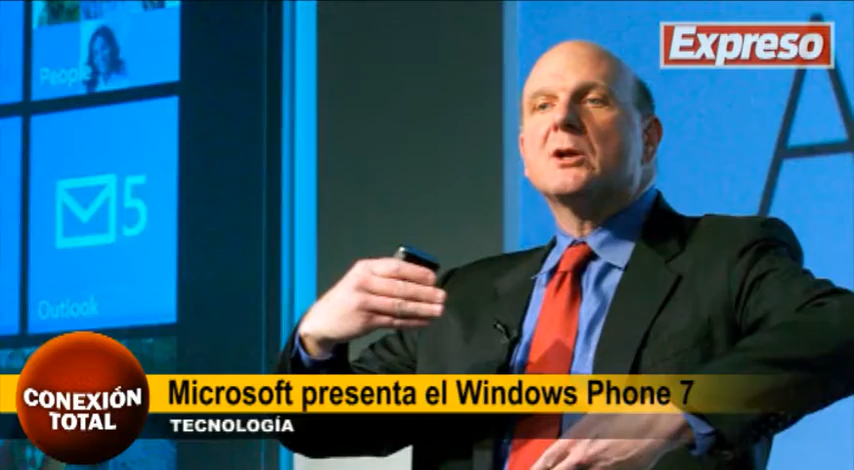 Expreso
People
5
Outlook
CONEXIÓN
TOTAL
Microsoft presenta el Windows Phone 7
TECNOLOGÍA
A